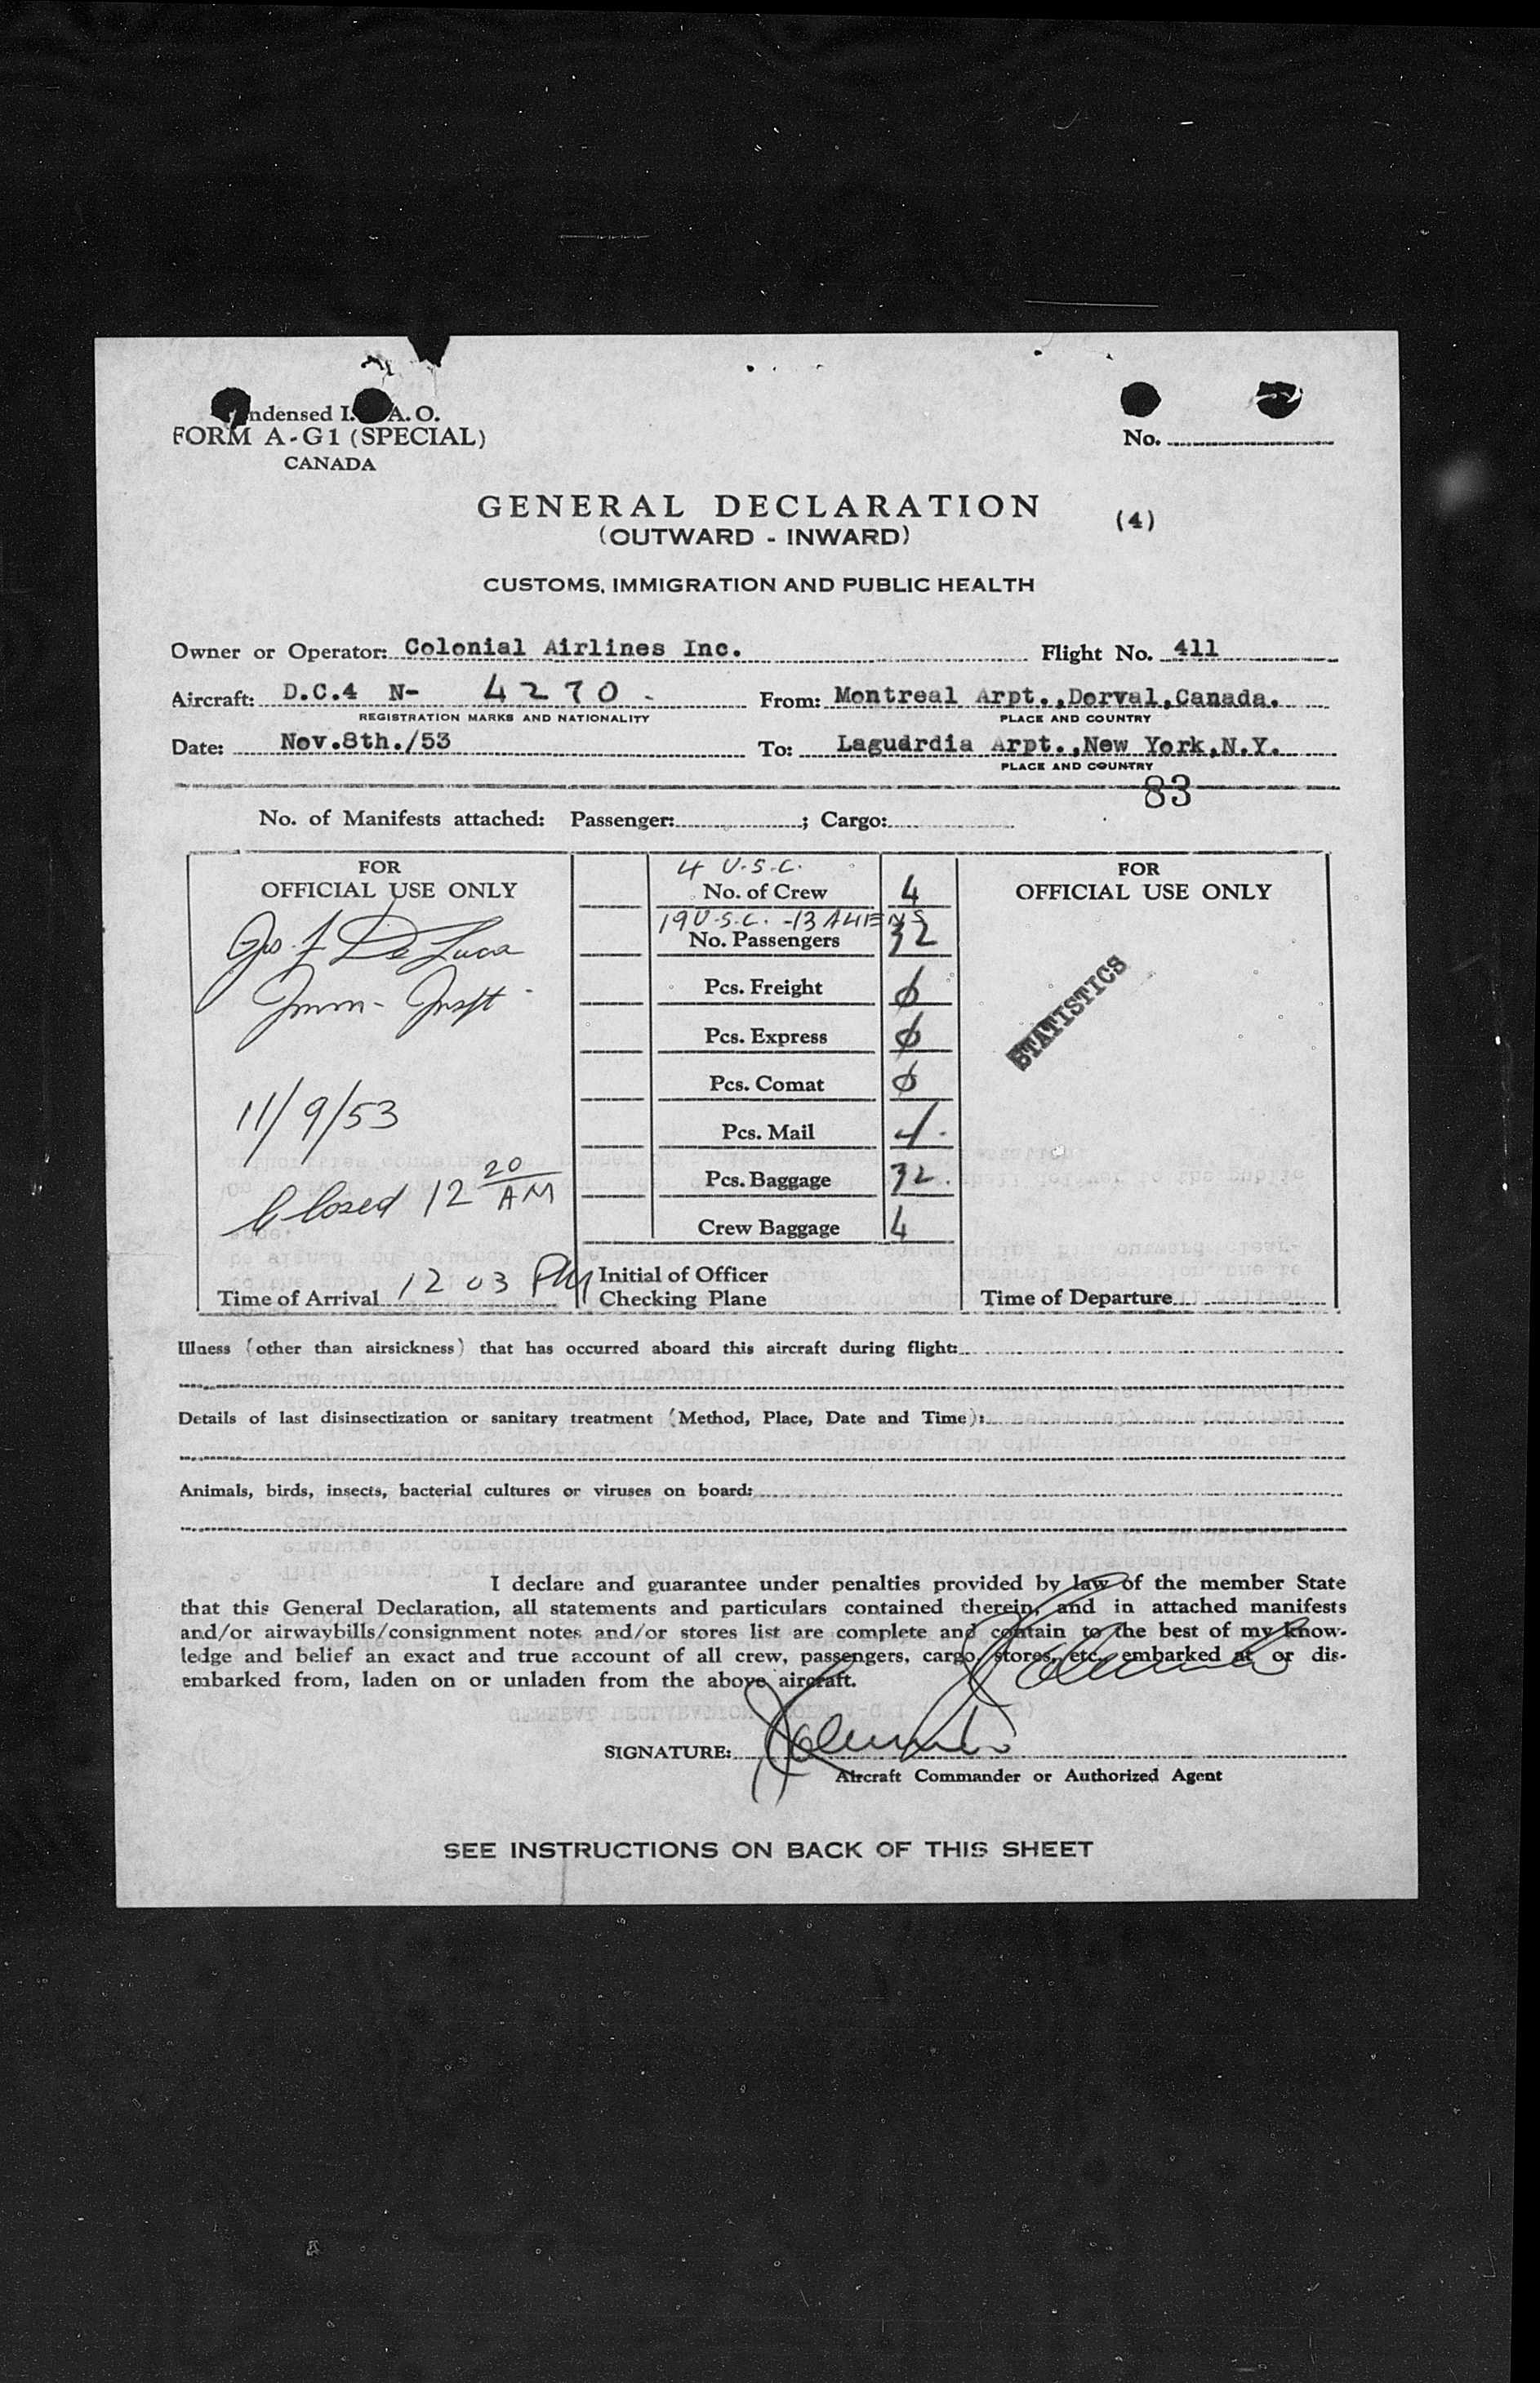 ndensed I. A. O.
FORM A-G1 (SPECIAL)
CANADA
No.
GENERAL DECLARATION (4)
(OUTWARD - INWARD)
CUSTOMS, IMMIGRATION AND PUBLIC HEALTH
Owner or Operator: Colonial Airlines Inc. Flight No. 411
Aircraft: D.C.4 N- 4270 - From: Montreal Arpt.,Dorval,Canada.
REGISTRATION MARKS AND NATIONALITY PLACE AND COUNTRY
Date: Nov.8th./53 To: Laguardia Arpt.,New York,N.Y.
PLACE AND COUNTRY
83
No. of Manifests attached: Passenger: ; Cargo:
FOR
OFFICIAL USE ONLY
De Luca
Imm- Inspt
11/9/53
Closed 12 20 AM
Time of Arrival 12 03 PM
4 U.S.C.
No. of Crew 4
19 U.S.C. -13 ALIENS
No. Passengers 32
Pcs. Freight ϕ
Pcs. Express ϕ
Pcs. Comat ϕ
Pcs. Mail
Pcs. Baggage 32.
Crew Baggage 4
Initial of Officer
Checking Plane
FOR
OFFICIAL USE ONLY
STATISTICS
Time of Departure
Illness (other than airsickness) that has occurred aboard this aircraft during flight:
Details of last disinsectization or sanitary treatment (Method, Place, Date and Time):
Animals, birds, insects, bacterial cultures or viruses on board:
I declare and guarantee under penalties provided by law of the member State
that this General Declaration, all statements and particulars contained therein, and in attached manifests
and/or airwaybills/consignment notes and/or stores list are complete and contain to the best of my know-
ledge and belief an exact and true account of all crew, passengers, cargo, stores, etc., embarked at or dis-
embarked from, laden on or unladen from the above aircraft.
SIGNATURE:
Aircraft Commander or Authorized Agent
SEE INSTRUCTIONS ON BACK OF THIS SHEET